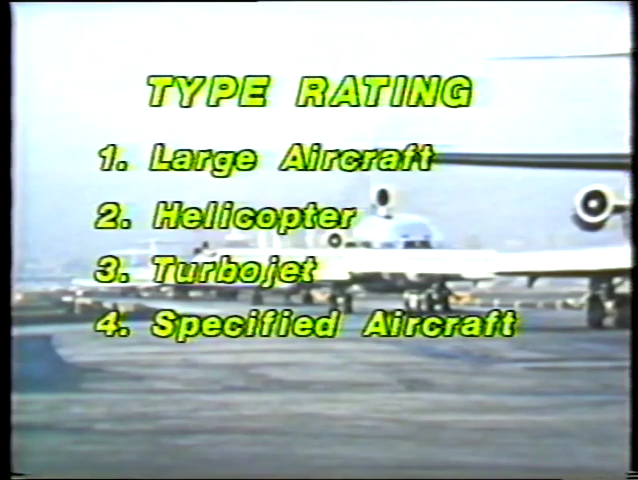 TYPE RATING
1. Large Aircraft
2. Helicopter
3. Turbojet
4. Specified Aircraft